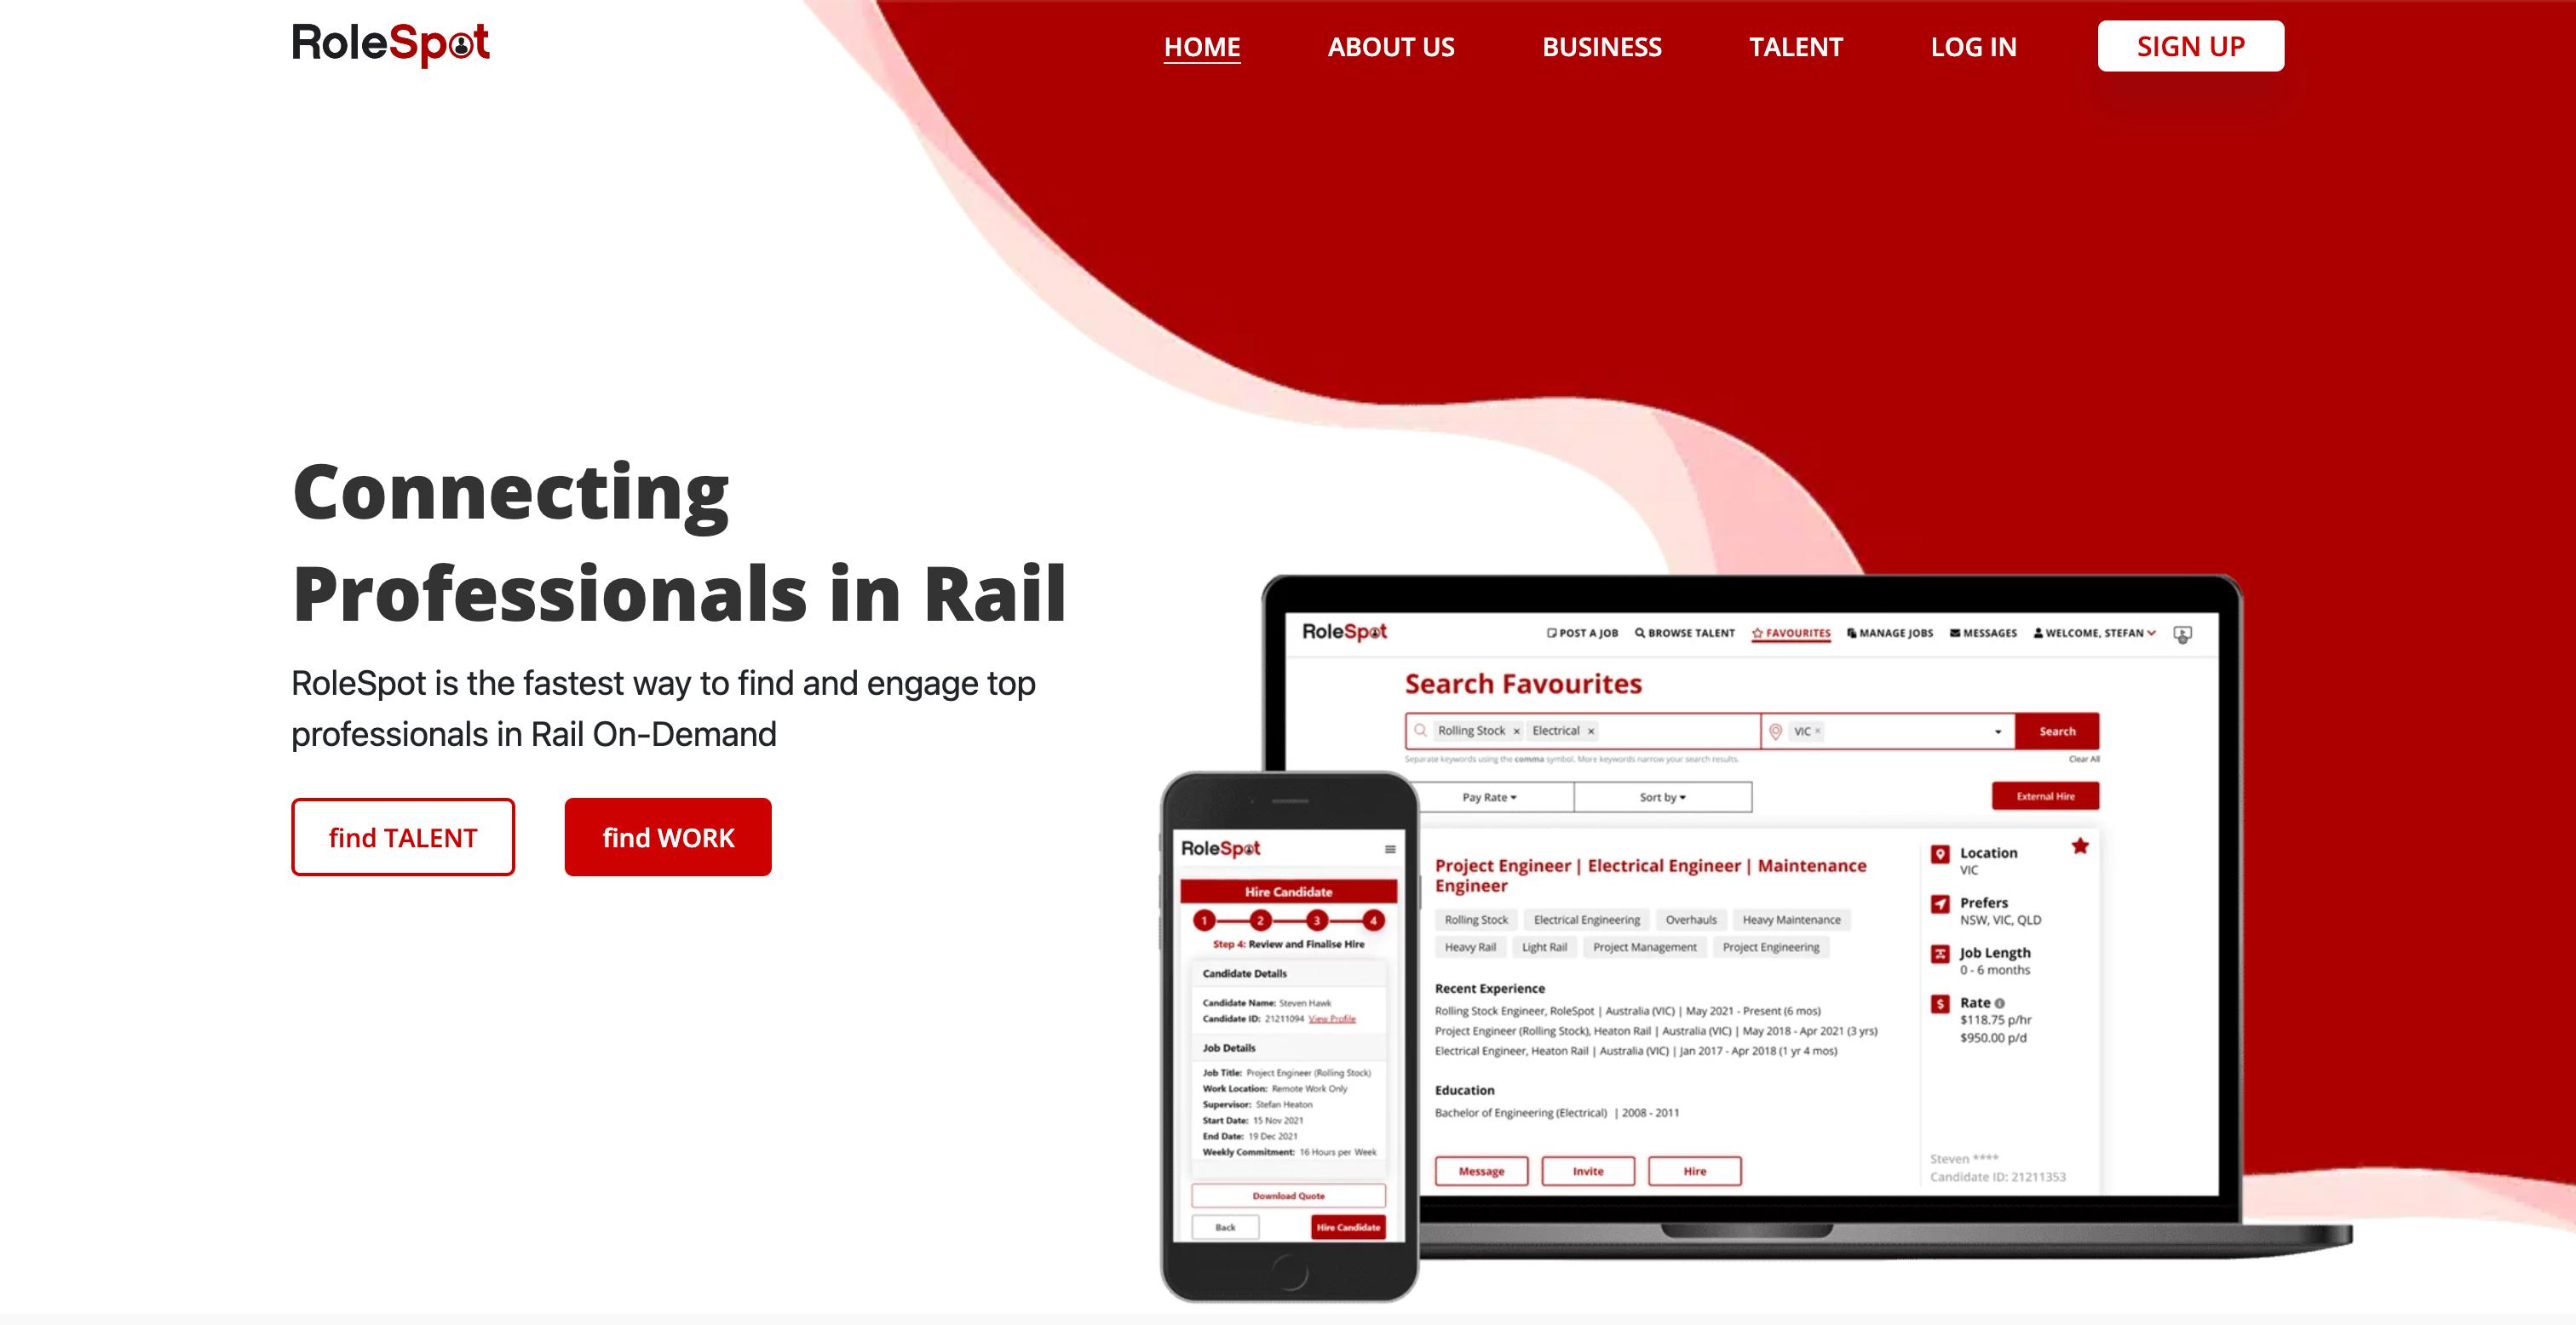 RoleSpot
HOME
ABOUT US
BUSINESS
TALENT
LOG IN
SIGN UP
Connecting
Professionals in Rail
RoleSpot is the fastest way to find and engage top
professionals in Rail On-Demand
find TALENT
find WORK
RoleSpot
POST A JOB
BROWSE TALENT
FAVOURITES
MANAGE JOBS
MESSAGES
WELCOME, STEFAN
Search Favourites
Rolling Stock ×
Electrical ×
VIC ×
Search
Separate keywords using the comma symbol. More keywords narrow your search results.
Clear All
Pay Rate
Sort by
External Hire
Project Engineer | Electrical Engineer | Maintenance
Engineer
Rolling Stock
Electrical Engineering
Overhauls
Heavy Maintenance
Heavy Rail
Light Rail
Project Management
Project Engineering
Recent Experience
Rolling Stock Engineer, RoleSpot | Australia (VIC) | May 2021 - Present (6 mos)
Project Engineer (Rolling Stock), Heaton Rail | Australia (VIC) | May 2018 - Apr 2021 (3 yrs)
Electrical Engineer, Heaton Rail | Australia (VIC) | Jan 2017 - Apr 2018 (1 yr 4 mos)
Education
Bachelor of Engineering (Electrical) | 2008 - 2011
Message
Invite
Hire
Location
VIC
Prefers
NSW, VIC, QLD
Job Length
0 - 6 months
Rate
$118.75 p/hr
$950.00 p/d
Steven ****
Candidate ID: 21211353
RoleSpot
Hire Candidate
1
2
3
4
Step 4: Review and Finalise Hire
Candidate Details
Candidate Name: Steven Hawk
Candidate ID: 21211094 View Profile
Job Details
Job Title: Project Engineer (Rolling Stock)
Work Location: Remote Work Only
Supervisor: Stefan Heaton
Start Date: 15 Nov 2021
End Date: 19 Dec 2021
Weekly Commitment: 16 Hours per Week
Download Quote
Back
Hire Candidate